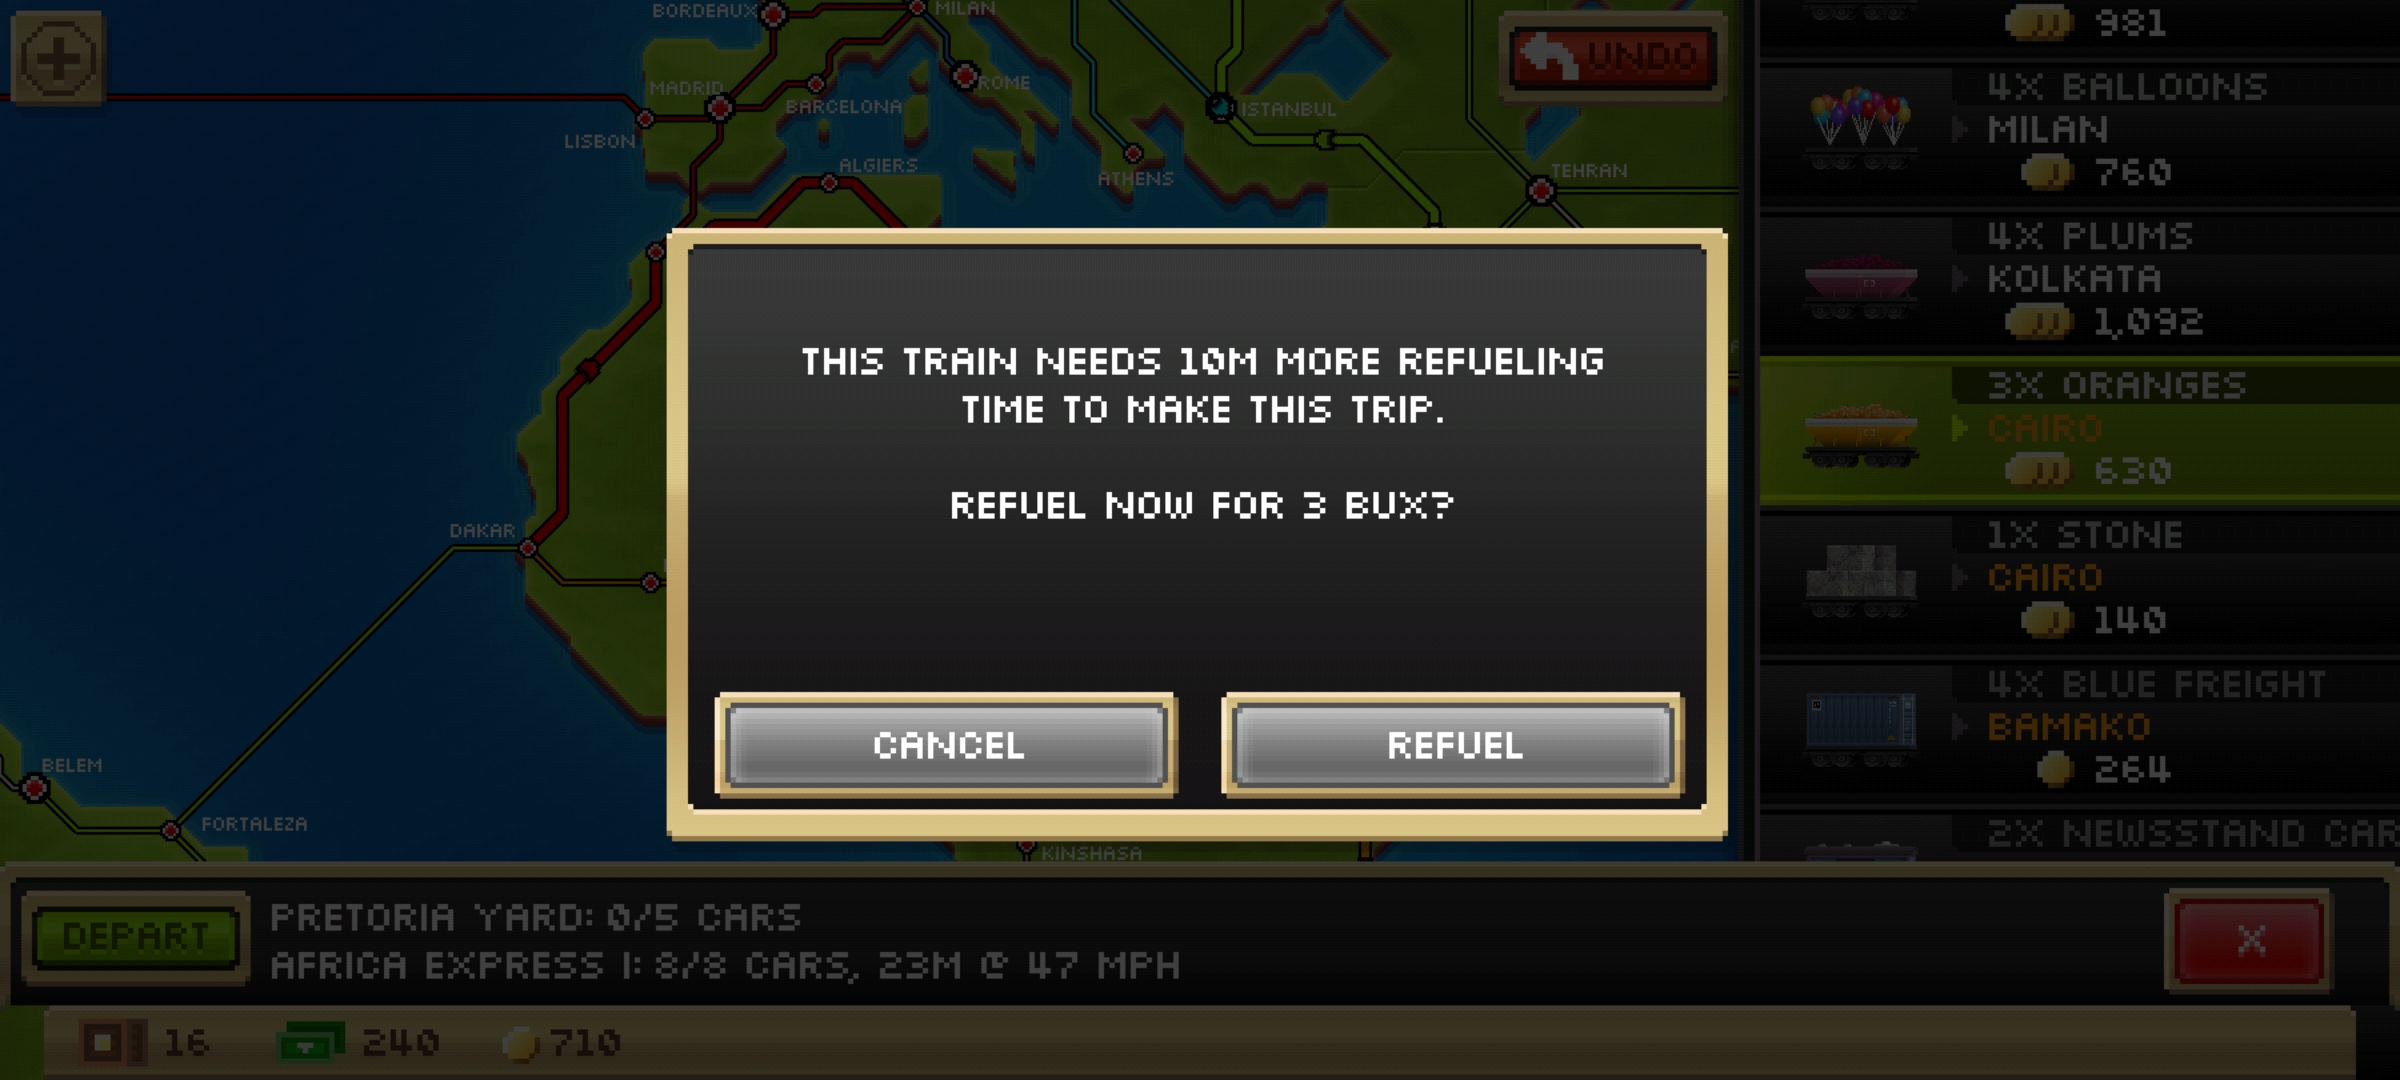 BORDEAUX
MILAN
MADRID
BARCELONA
ROME
LISBON
ALGIERS
ATHENS
ISTANBUL
TEHRAN
UNDO
981
4X BALLOONS
MILAN
760
4X PLUMS
KOLKATA
1,092
3X ORANGES
CAIRO
630
1X STONE
CAIRO
140
4X BLUE FREIGHT
BAMAKO
264
2X NEWSSTAND CAR
THIS TRAIN NEEDS 10M MORE REFUELING
TIME TO MAKE THIS TRIP.
REFUEL NOW FOR 3 BUX?
CANCEL
REFUEL
DAKAR
BELEM
FORTALEZA
KINSHASA
DEPART
PRETORIA YARD: 0/5 CARS
AFRICA EXPRESS I: 8/8 CARS, 23M @ 47 MPH
X
16
240
710